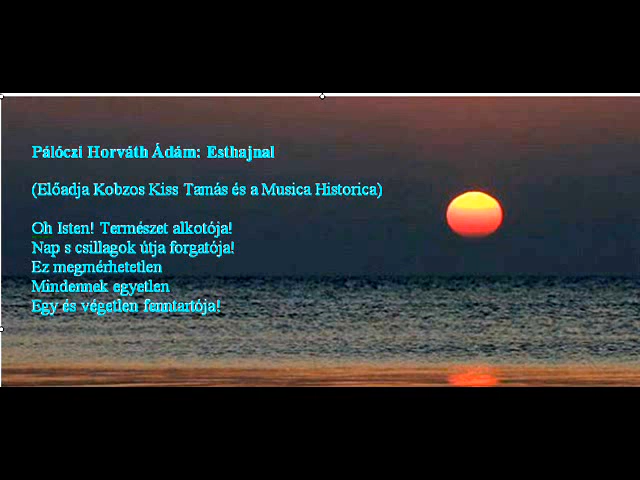 Pálóczi Horváth Ádám: Esthajnal
(Előadja Kobzos Kiss Tamás és a Musica Historica)
Oh Isten! Természet alkotója!
Nap s csillagok útja forgatója!
Ez megmérhetetlen
Mindennek egyetlen
Egy és végetlen fenntartója!